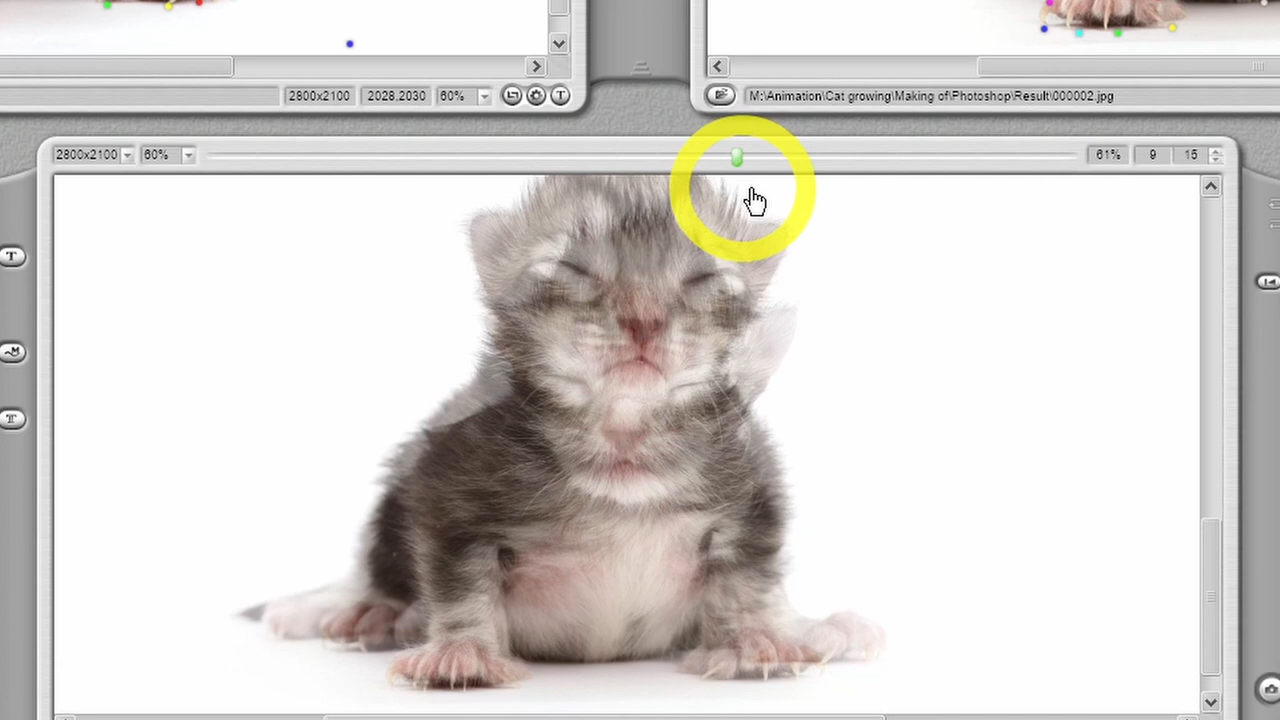 2800x2100 2028,2030 60% T
M:\Animation\Cat growing\Making of\Photoshop\Result\000002.jpg
2800x2100 60% 61% 9 15
T
T